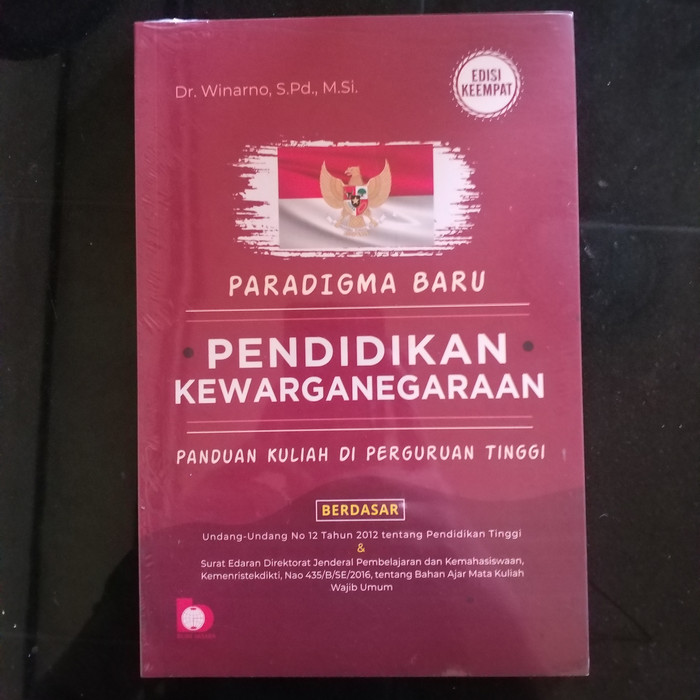 Dr. Winarno, S.Pd., M.Si.
EDISI
KEEMPAT
PARADIGMA BARU
PENDIDIKAN
KEWARGANEGARAAN
PANDUAN KULIAH DI PERGURUAN TINGGI
BERDASAR
Undang-Undang No 12 Tahun 2012 tentang Pendidikan Tinggi
&
Surat Edaran Direktorat Jenderal Pembelajaran dan Kemahasiswaan,
Kemenristekdikti, Nao 435/B/SE/2016, tentang Bahan Ajar Mata Kuliah
Wajib Umum